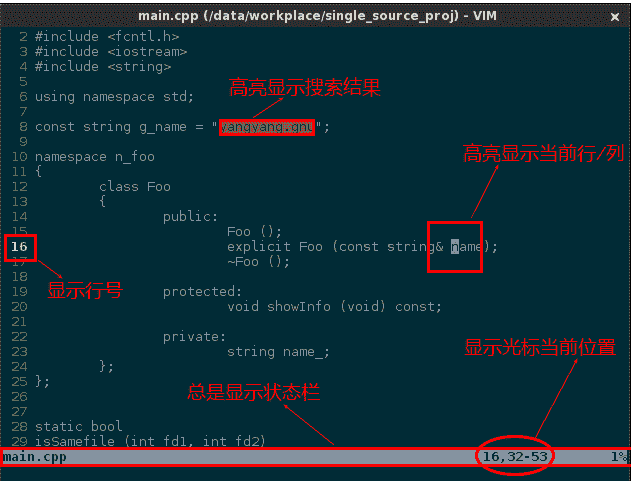 main.cpp (/data/workplace/single_source_proj) - VIM
2 #include <fcntl.h>
3 #include <iostream>
4 #include <string>
5
6 using namespace std;
高亮显示搜索结果
7
8 const string g_name = "yangyang.gnu";
9
高亮显示当前行/列
10 namespace n_foo
11 {
12 class Foo
13 {
14 public:
15 Foo ();
16 explicit Foo (const string& name);
17 ~Foo ();
18
显示行号
19 protected:
20 void showInfo (void) const;
21
22 private:
显示光标当前位置
23 string name_;
24 };
25 };
总是显示状态栏
26
27
28 static bool
29 isSamefile (int fd1, int fd2)
main.cpp 16,32-53 1%